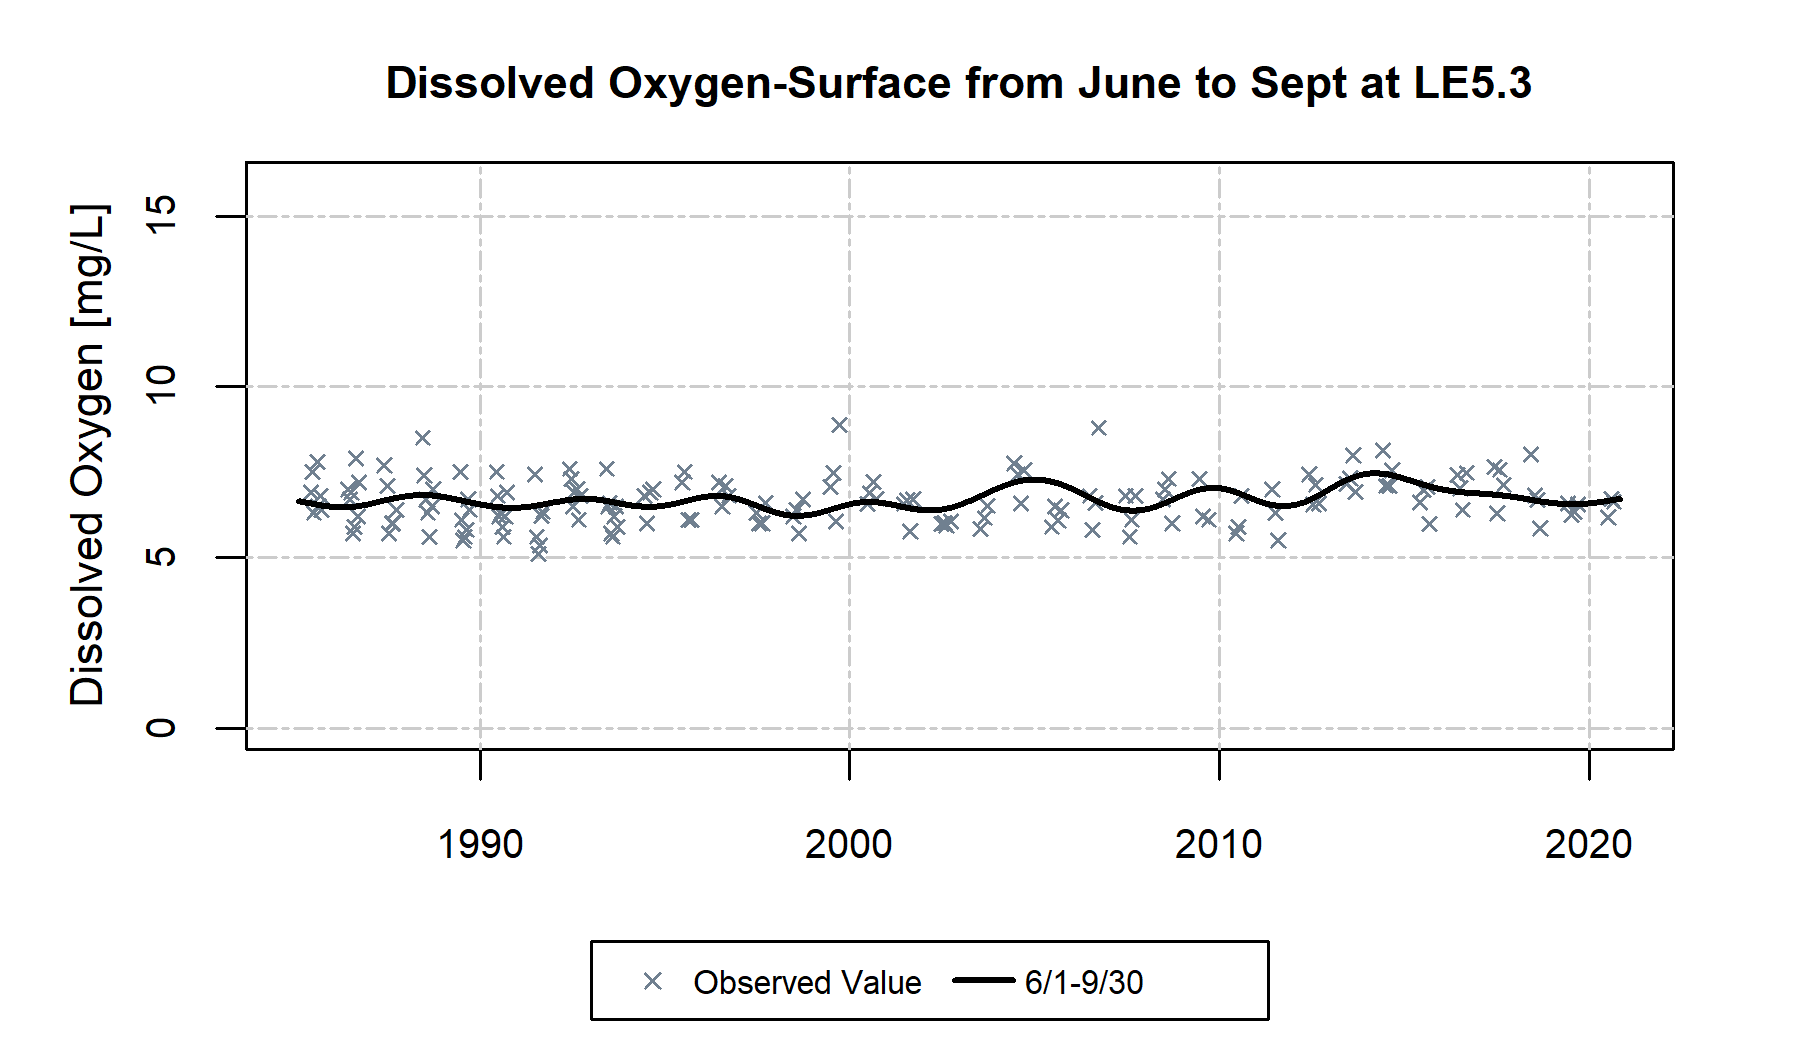 Dissolved Oxygen-Surface from June to Sept at LE5.3
Dissolved Oxygen [mg/L]
15
10
5
0
1990 2000 2010 2020
Observed Value 6/1-9/30